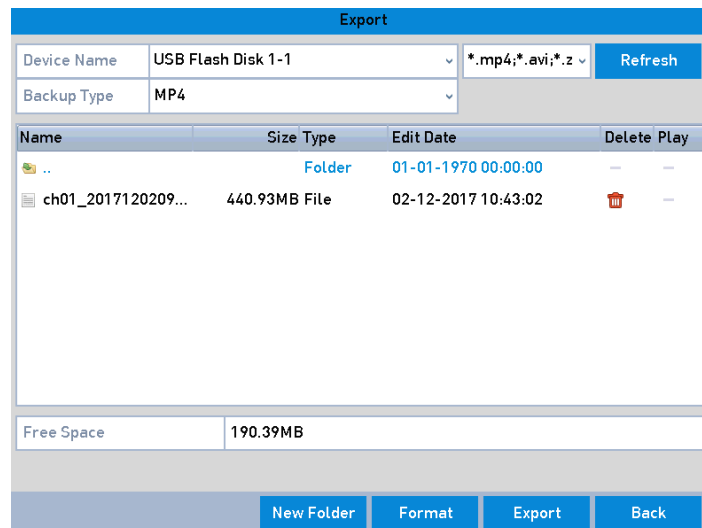 Export
Device Name USB Flash Disk 1-1 *.mp4;*.avi;*.z Refresh
Backup Type MP4
Name Size Type Edit Date Delete Play
.. Folder 01-01-1970 00:00:00 — —
ch01_2017120209... 440.93MB File 02-12-2017 10:43:02 —
Free Space 190.39MB
New Folder Format Export Back